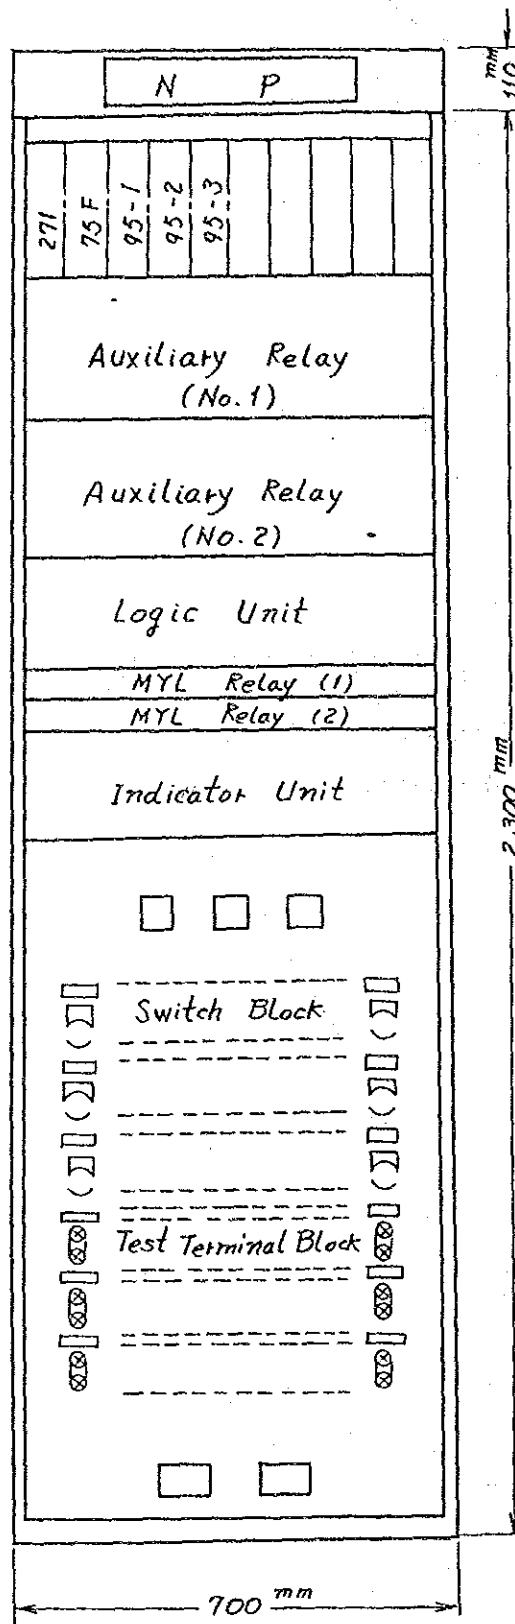 N P
110 mm
271
75F
95-1
95-2
95-3
Auxiliary Relay
(No. 1)
Auxiliary Relay
(No. 2)
Logic Unit
MYL Relay (1)
MYL Relay (2)
Indicator Unit
2,300 mm
Switch Block
Test Terminal Block
700 mm